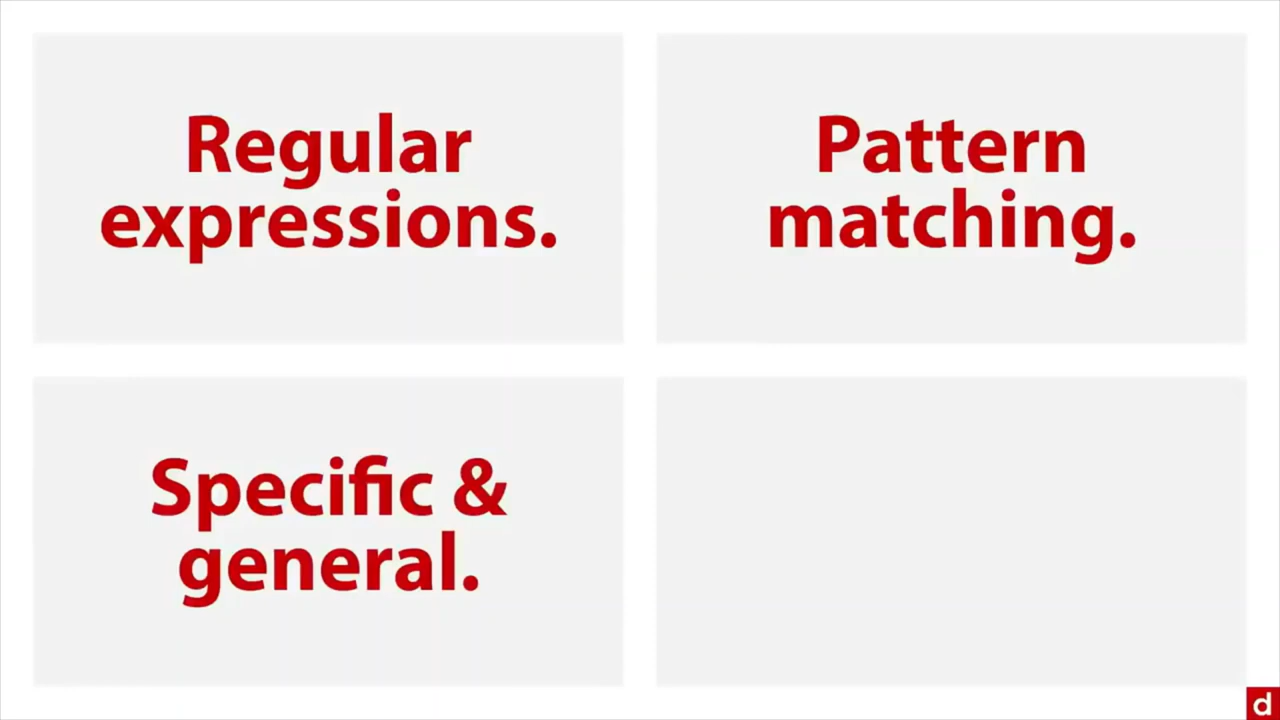 Regular
expressions.
Pattern
matching.
Specific &
general.
d